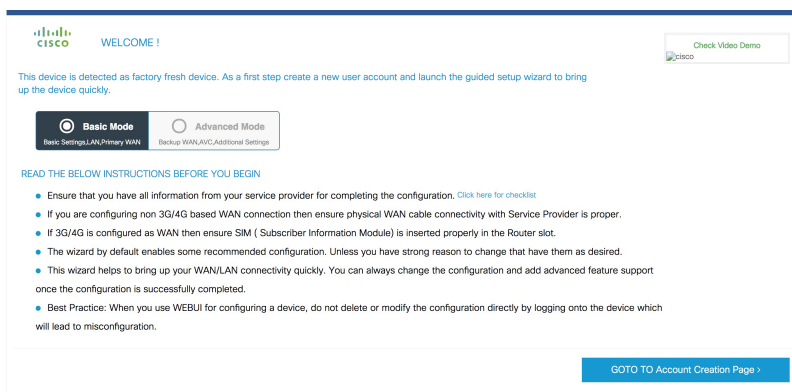 CISCO
WELCOME !
Check Video Demo
cisco
This device is detected as factory fresh device. As a first step create a new user account and launch the guided setup wizard to bring
up the device quickly.
Basic Mode
Basic Settings,LAN,Primary WAN
Advanced Mode
Backup WAN,AVC,Additional Settings
READ THE BELOW INSTRUCTIONS BEFORE YOU BEGIN
Ensure that you have all information from your service provider for completing the configuration. Click here for checklist
If you are configuring non 3G/4G based WAN connection then ensure physical WAN cable connectivity with Service Provider is proper.
If 3G/4G is configured as WAN then ensure SIM ( Subscriber Information Module) is inserted properly in the Router slot.
The wizard by default enables some recommended configuration. Unless you have strong reason to change that have them as desired.
This wizard helps to bring up your WAN/LAN connectivity quickly. You can always change the configuration and add advanced feature support
once the configuration is successfully completed.
Best Practice: When you use WEBUI for configuring a device, do not delete or modify the configuration directly by logging onto the device which
will lead to misconfiguration.
GOTO TO Account Creation Page >